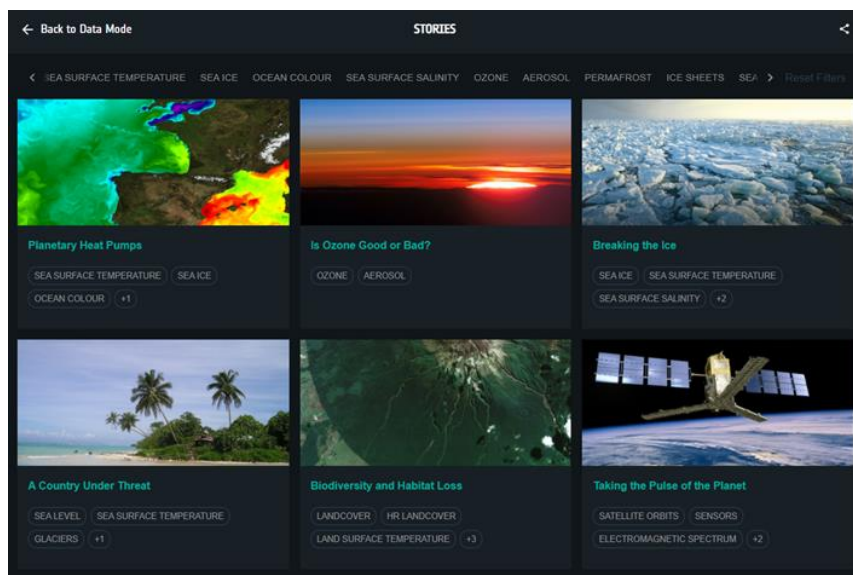 Back to Data Mode
STORIES
SEA SURFACE TEMPERATURE SEA ICE OCEAN COLOUR SEA SURFACE SALINITY OZONE AEROSOL PERMAFROST ICE SHEETS SEA Reset Filters
Planetary Heat Pumps
SEA SURFACE TEMPERATURE SEA ICE
OCEAN COLOUR +1
Is Ozone Good or Bad?
OZONE AEROSOL
Breaking the Ice
SEA ICE SEA SURFACE TEMPERATURE
SEA SURFACE SALINITY +2
A Country Under Threat
SEA LEVEL SEA SURFACE TEMPERATURE
GLACIERS +1
Biodiversity and Habitat Loss
LANDCOVER HR LANDCOVER
LAND SURFACE TEMPERATURE +3
Taking the Pulse of the Planet
SATELLITE ORBITS SENSORS
ELECTROMAGNETIC SPECTRUM +2